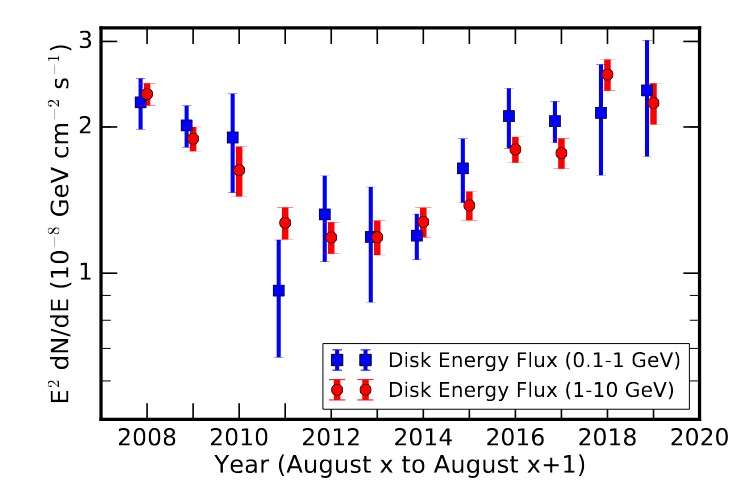 3
2
1
E² dN/dE (10⁻⁸ GeV cm⁻² s⁻¹)
Disk Energy Flux (0.1-1 GeV)
Disk Energy Flux (1-10 GeV)
2008 2010 2012 2014 2016 2018 2020
Year (August x to August x+1)